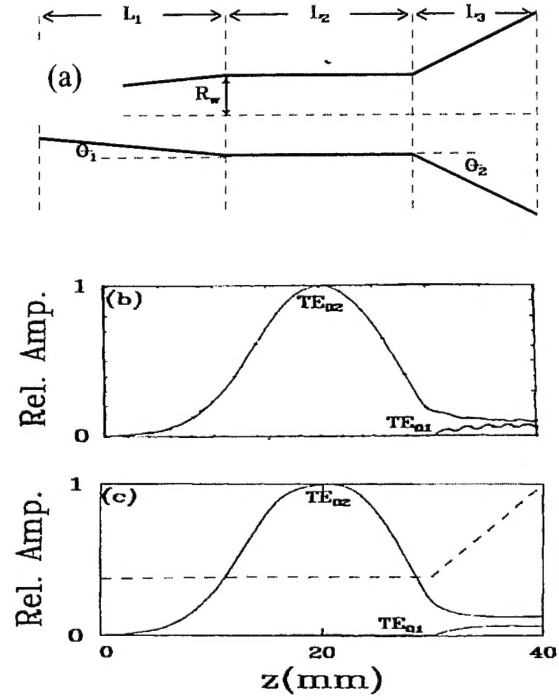 L₁ L₂ L₃
(a)
R_w
Θ₁
Θ₂
1
(b)
TE₀₂
Rel. Amp.
TE₀₁
0
1
(c)
TE₀₂
Rel. Amp.
TE₀₁
0
0 20 40
z(mm)